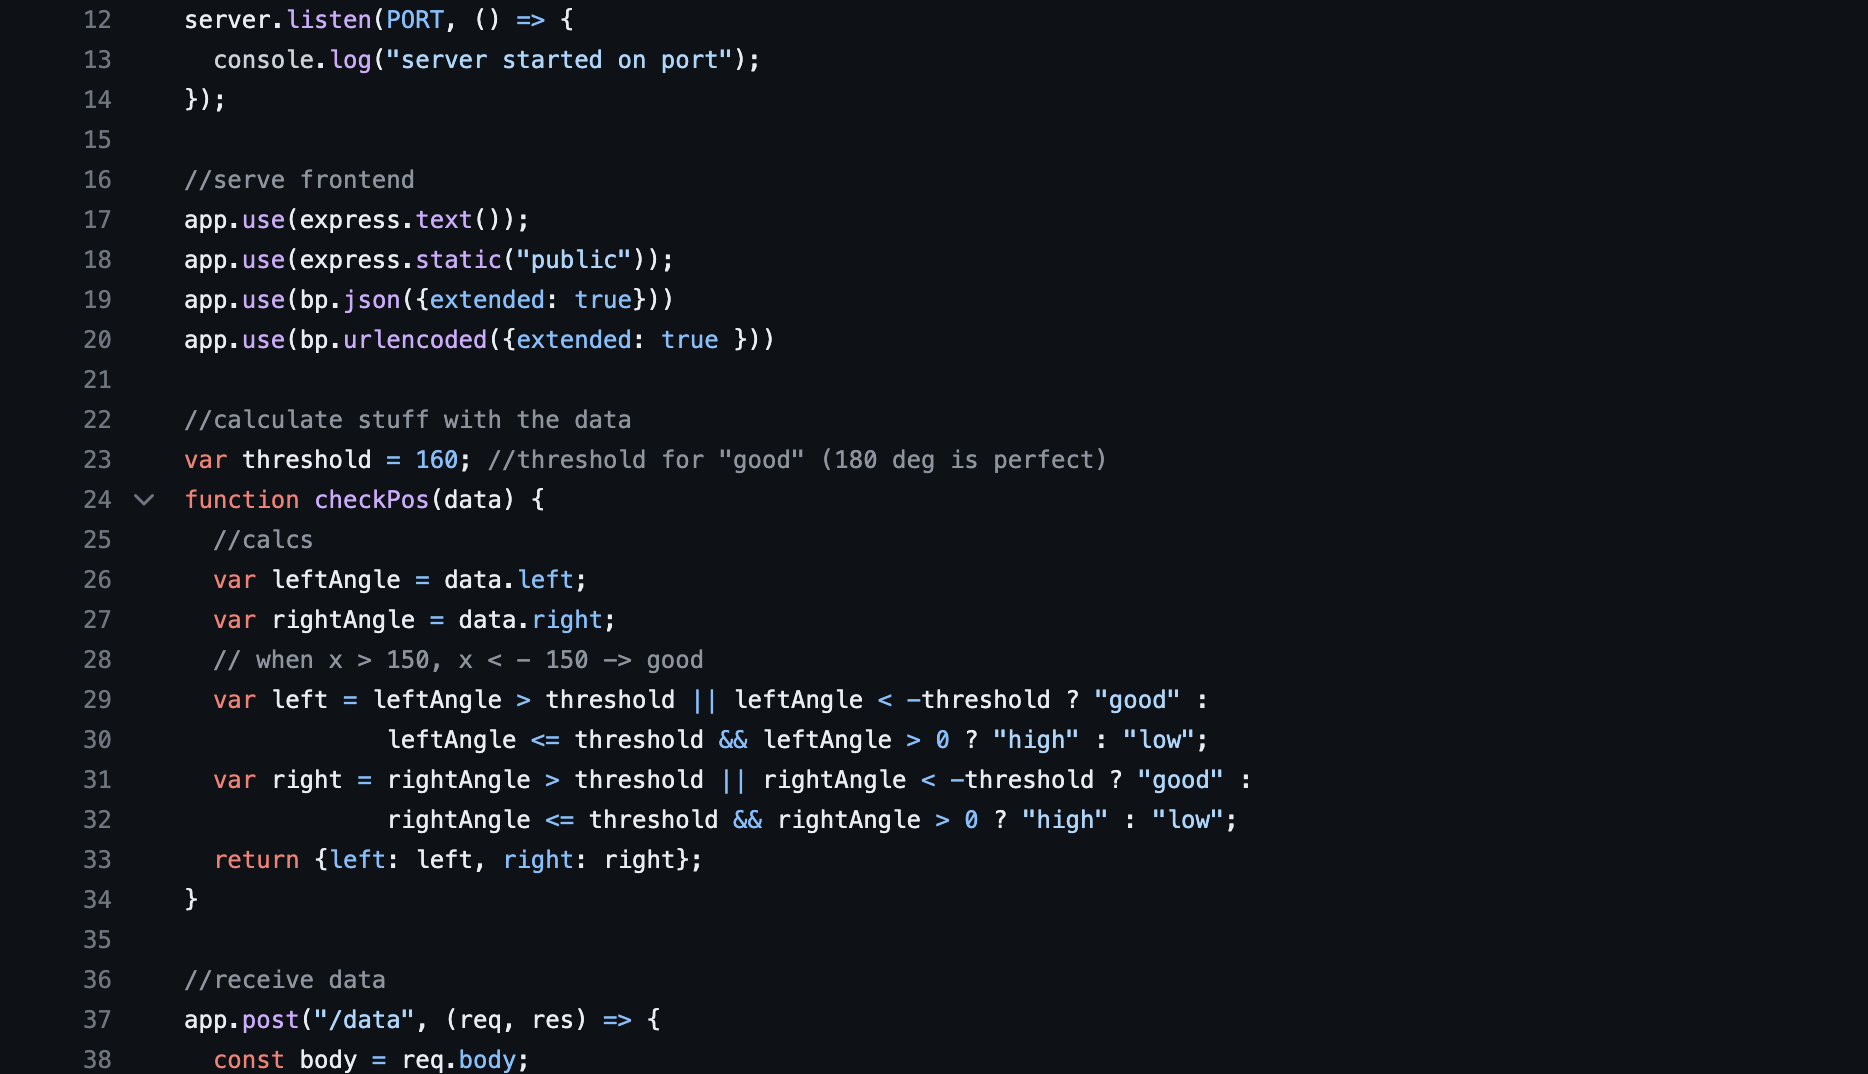 12 server.listen(PORT, () => {
13 console.log("server started on port");
14 });
15
16 //serve frontend
17 app.use(express.text());
18 app.use(express.static("public"));
19 app.use(bp.json({extended: true}))
20 app.use(bp.urlencoded({extended: true }))
21
22 //calculate stuff with the data
23 var threshold = 160; //threshold for "good" (180 deg is perfect)
24 function checkPos(data) {
25 //calcs
26 var leftAngle = data.left;
27 var rightAngle = data.right;
28 // when x > 150, x < - 150 -> good
29 var left = leftAngle > threshold || leftAngle < -threshold ? "good" :
30 leftAngle <= threshold && leftAngle > 0 ? "high" : "low";
31 var right = rightAngle > threshold || rightAngle < -threshold ? "good" :
32 rightAngle <= threshold && rightAngle > 0 ? "high" : "low";
33 return {left: left, right: right};
34 }
35
36 //receive data
37 app.post("/data", (req, res) => {
38 const body = req.body;